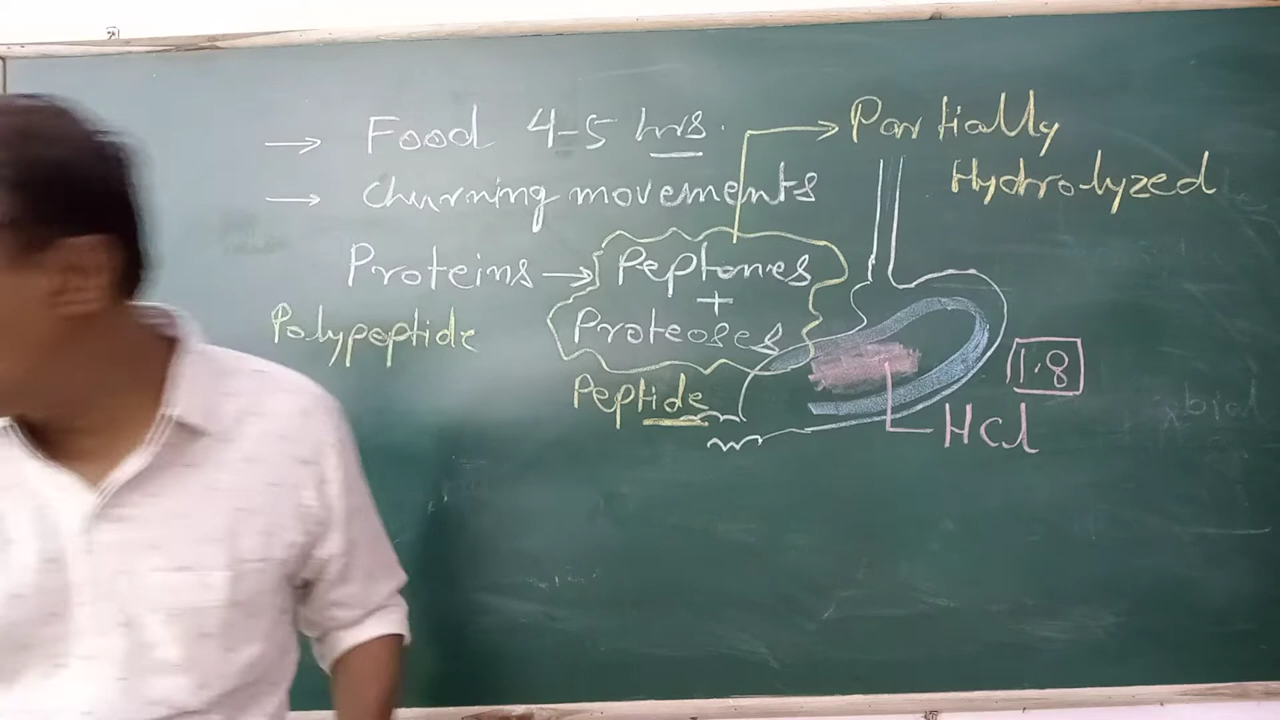 → Food 4-5 hrs.
→ Partially
Hydrolyzed
→ churning movements
Proteins → Peptones
+
Proteoses
Polypeptide
Peptide
1.8
HCl